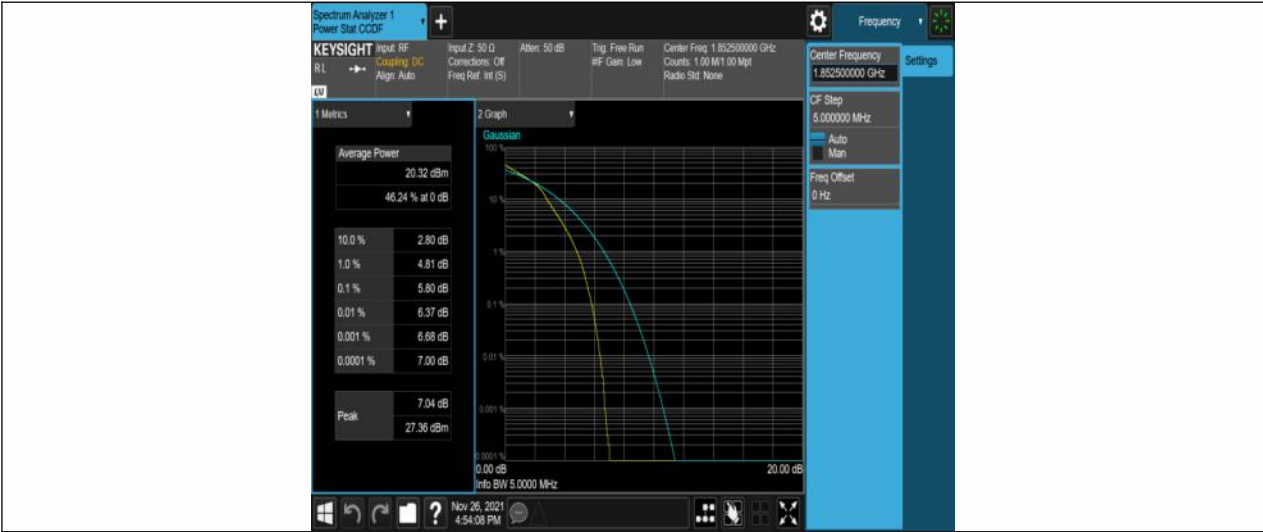 Spectrum Analyzer 1
Power Stat CCDF
+
Frequency
KEYSIGHT
RL
LW
Input: RF
Coupling: DC
Align: Auto
Input Z: 50 Ω
Corrections: Off
Freq Ref: Int (S)
Atten: 50 dB
Trig: Free Run
#IF Gain: Low
Center Freq: 1.852500000 GHz
Counts: 1.00 M/1.00 Mpt
Radio Std: None
Center Frequency
1.852500000 GHz
Settings
CF Step
5.000000 MHz
Auto
Man
Freq Offset
0 Hz
1 Metrics
Average Power
20.32 dBm
46.24 % at 0 dB
10.0 % 2.80 dB
1.0 % 4.81 dB
0.1 % 5.80 dB
0.01 % 6.37 dB
0.001 % 6.68 dB
0.0001 % 7.00 dB
Peak
7.04 dB
27.36 dBm
2 Graph
Gaussian
100 %
10 %
1 %
0.1 %
0.01 %
0.001 %
0.0001 %
0.00 dB 20.00 dB
Info BW 5.0000 MHz
?
Nov 26, 2021
4:54:08 PM